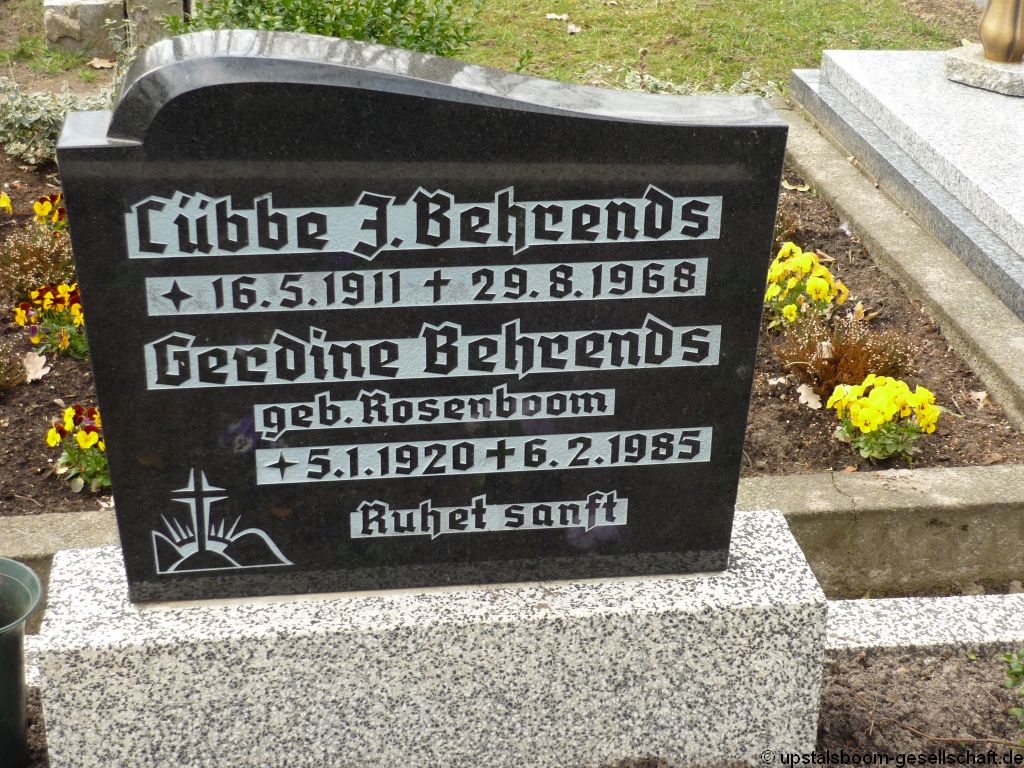 Lübbe J. Behrends
✦ 16.5.1911 ✝ 29.8.1968
Gerdine Behrends
geb. Rosenboom
✦ 5.1.1920 ✝ 6.2.1985
Ruhet sanft
© upstalsboom-gesellschaft.de